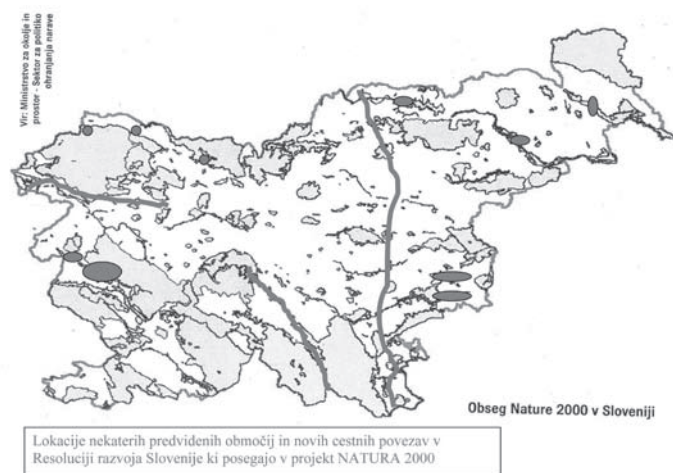 Vir: Ministrstvo za okolje in
prostor - Sektor za politiko
ohranjanja narave
Obseg Nature 2000 v Sloveniji
Lokacije nekaterih predvidenih območij in novih cestnih povezav v
Resoluciji razvoja Slovenije ki posegajo v projekt NATURA 2000